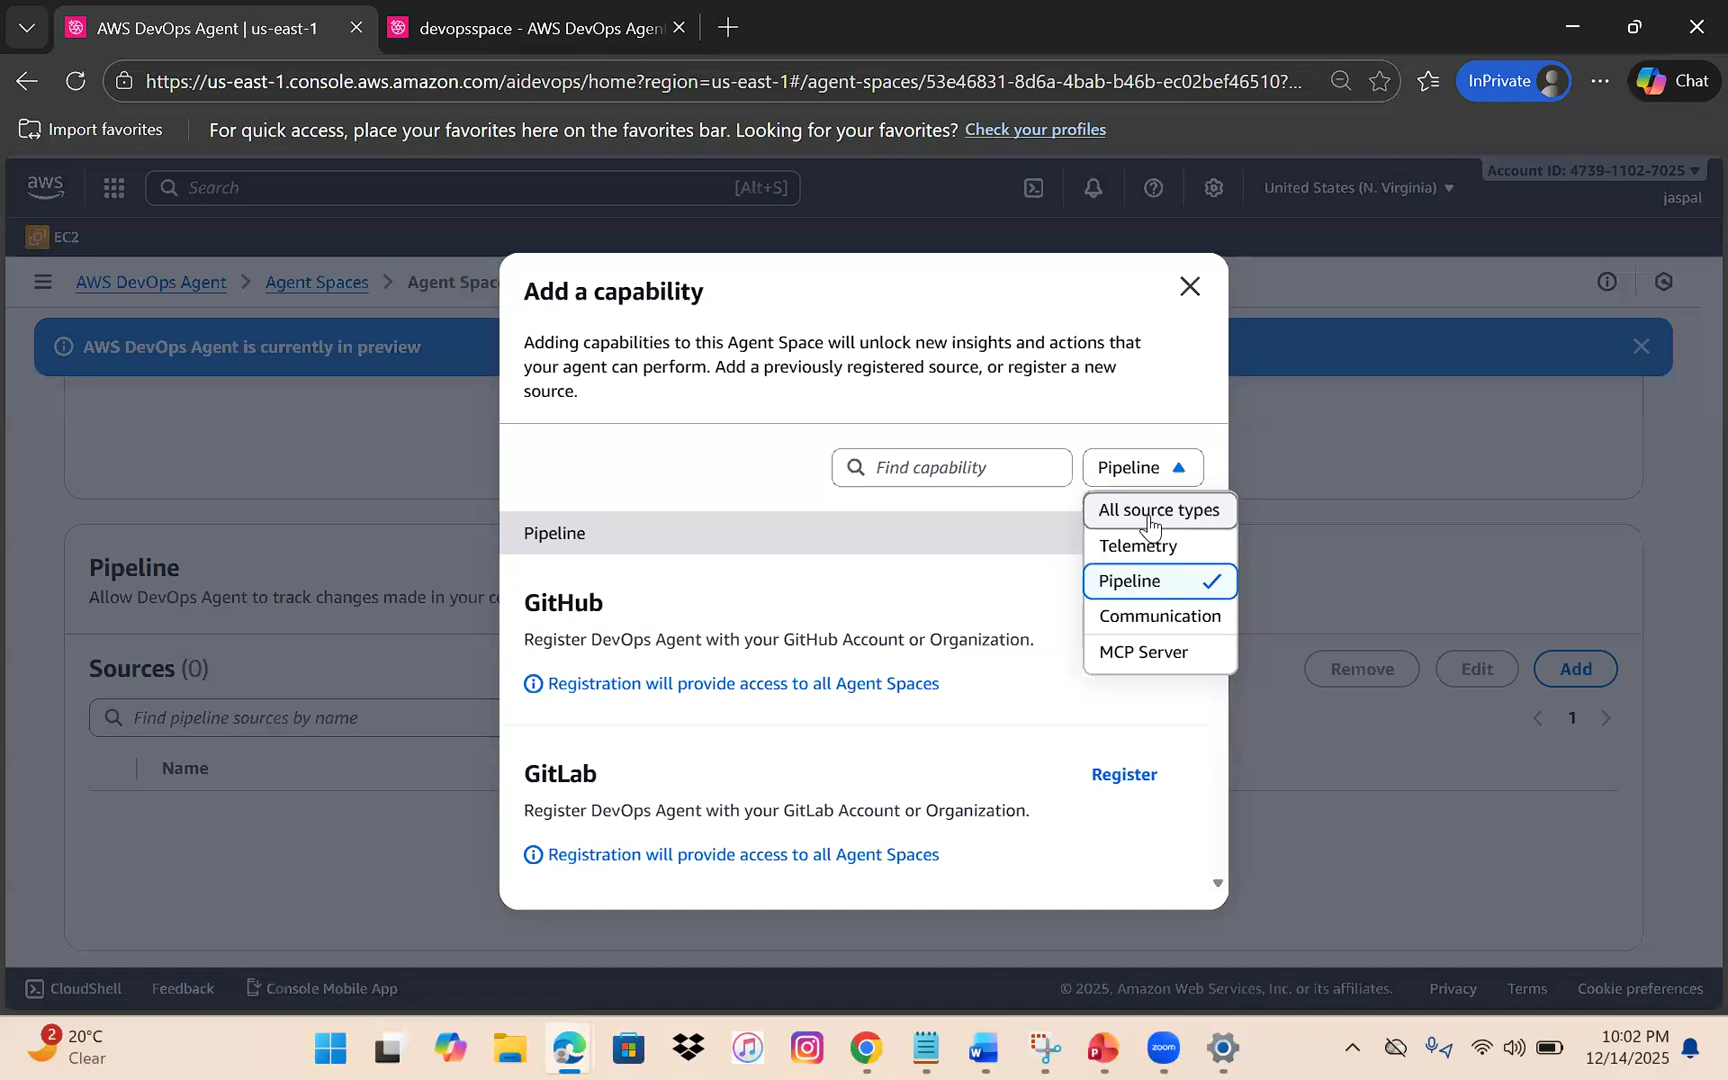 AWS DevOps Agent | us-east-1
devopsspace - AWS DevOps Agen
https://us-east-1.console.aws.amazon.com/aidevops/home?region=us-east-1#/agent-spaces/53e46831-8d6a-4bab-b46b-ec02bef46510?...
InPrivate
Chat
Import favorites
For quick access, place your favorites here on the favorites bar. Looking for your favorites? Check your profiles
aws
Search
[Alt+S]
United States (N. Virginia)
Account ID: 4739-1102-7025
jaspal
EC2
AWS DevOps Agent
Agent Spaces
Agent Spac
AWS DevOps Agent is currently in preview
Add a capability
Adding capabilities to this Agent Space will unlock new insights and actions that
your agent can perform. Add a previously registered source, or register a new
source.
Find capability
Pipeline
All source types
Telemetry
Pipeline
Communication
MCP Server
Pipeline
GitHub
Register DevOps Agent with your GitHub Account or Organization.
Registration will provide access to all Agent Spaces
GitLab
Register
Register DevOps Agent with your GitLab Account or Organization.
Registration will provide access to all Agent Spaces
Pipeline
Allow DevOps Agent to track changes made in your c
Sources (0)
Remove
Edit
Add
Find pipeline sources by name
1
Name
CloudShell
Feedback
Console Mobile App
© 2025, Amazon Web Services, Inc. or its affiliates.
Privacy
Terms
Cookie preferences
2
20°C
Clear
zoom
10:02 PM
12/14/2025